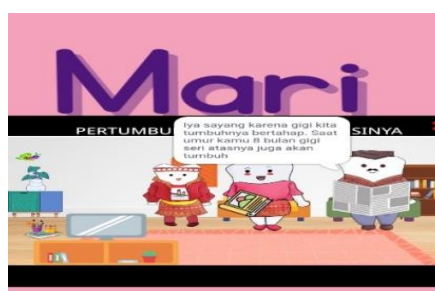 Mari
PERTUMBU SINYA
Iya sayang karena gigi kita
tumbuhnya bertahap. Saat
umur kamu 8 bulan gigi
seri atasnya juga akan
tumbuh